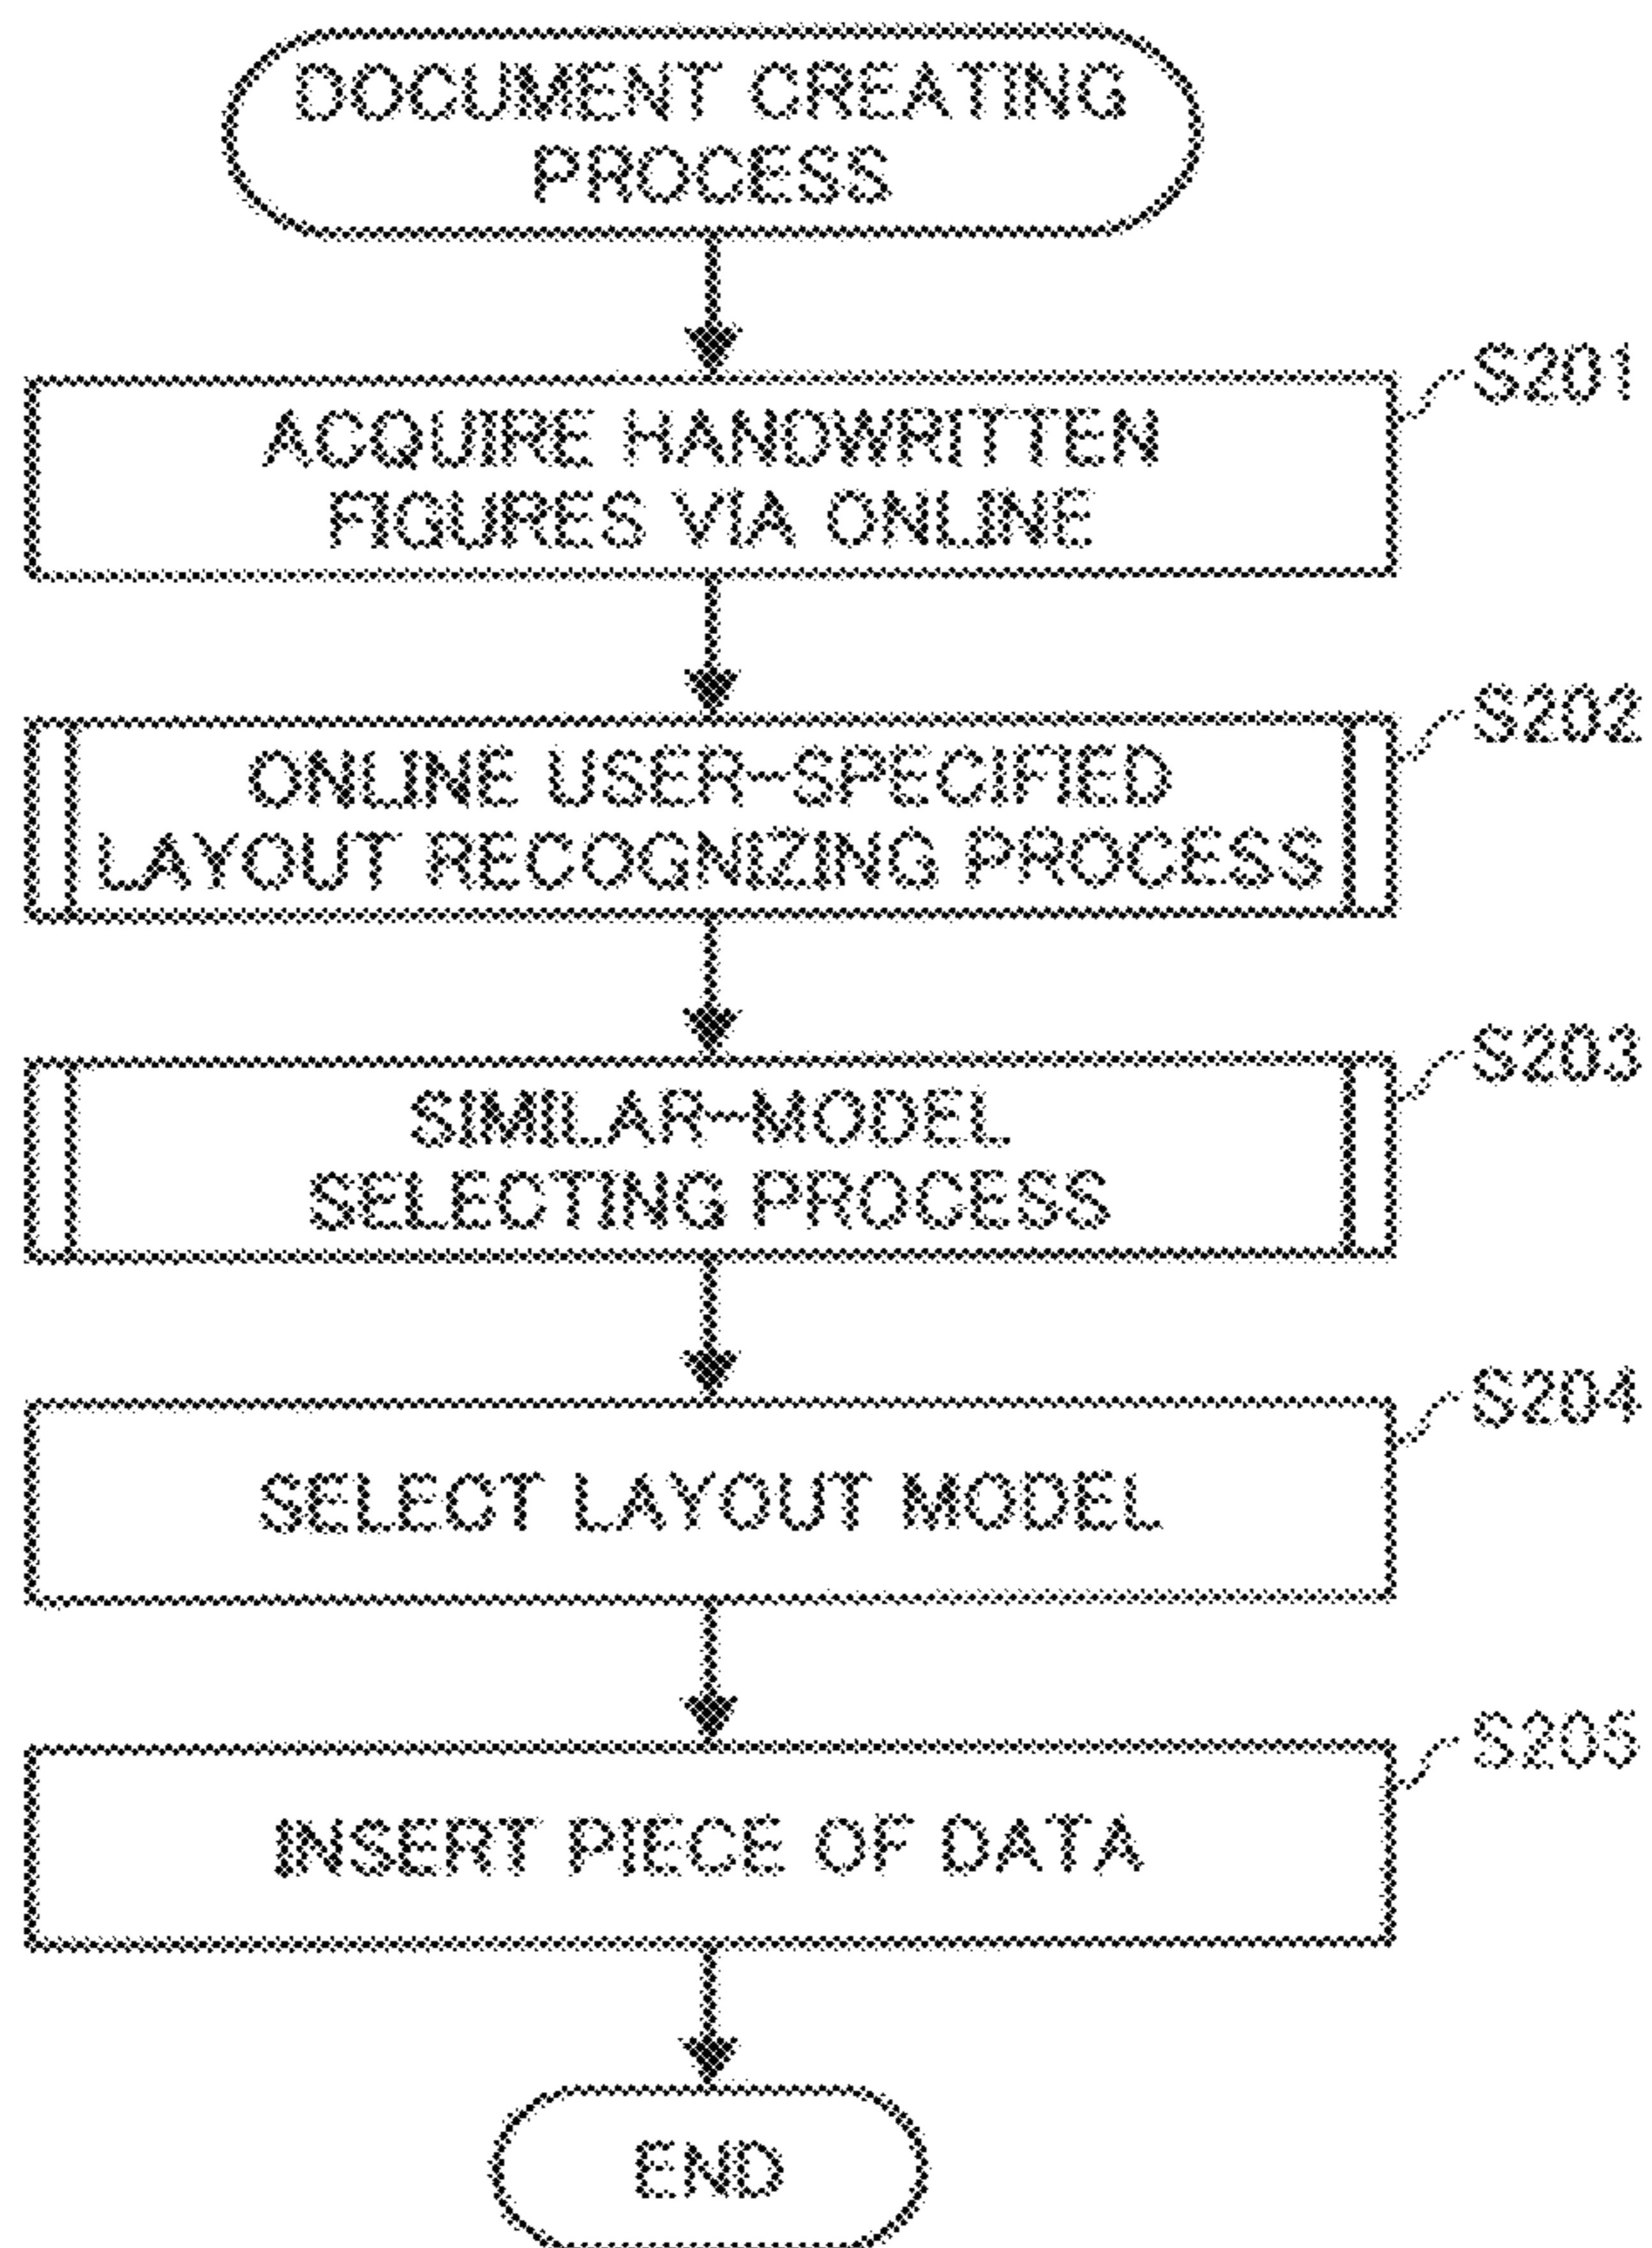 DOCUMENT CREATING
PROCESS
S201
ACQUIRE HANDWRITTEN
FIGURES VIA ONLINE
S202
ONLINE USER-SPECIFIED
LAYOUT RECOGNIZING PROCESS
S203
SIMILAR-MODEL
SELECTING PROCESS
S204
SELECT LAYOUT MODEL
S205
INSERT PIECE OF DATA
END